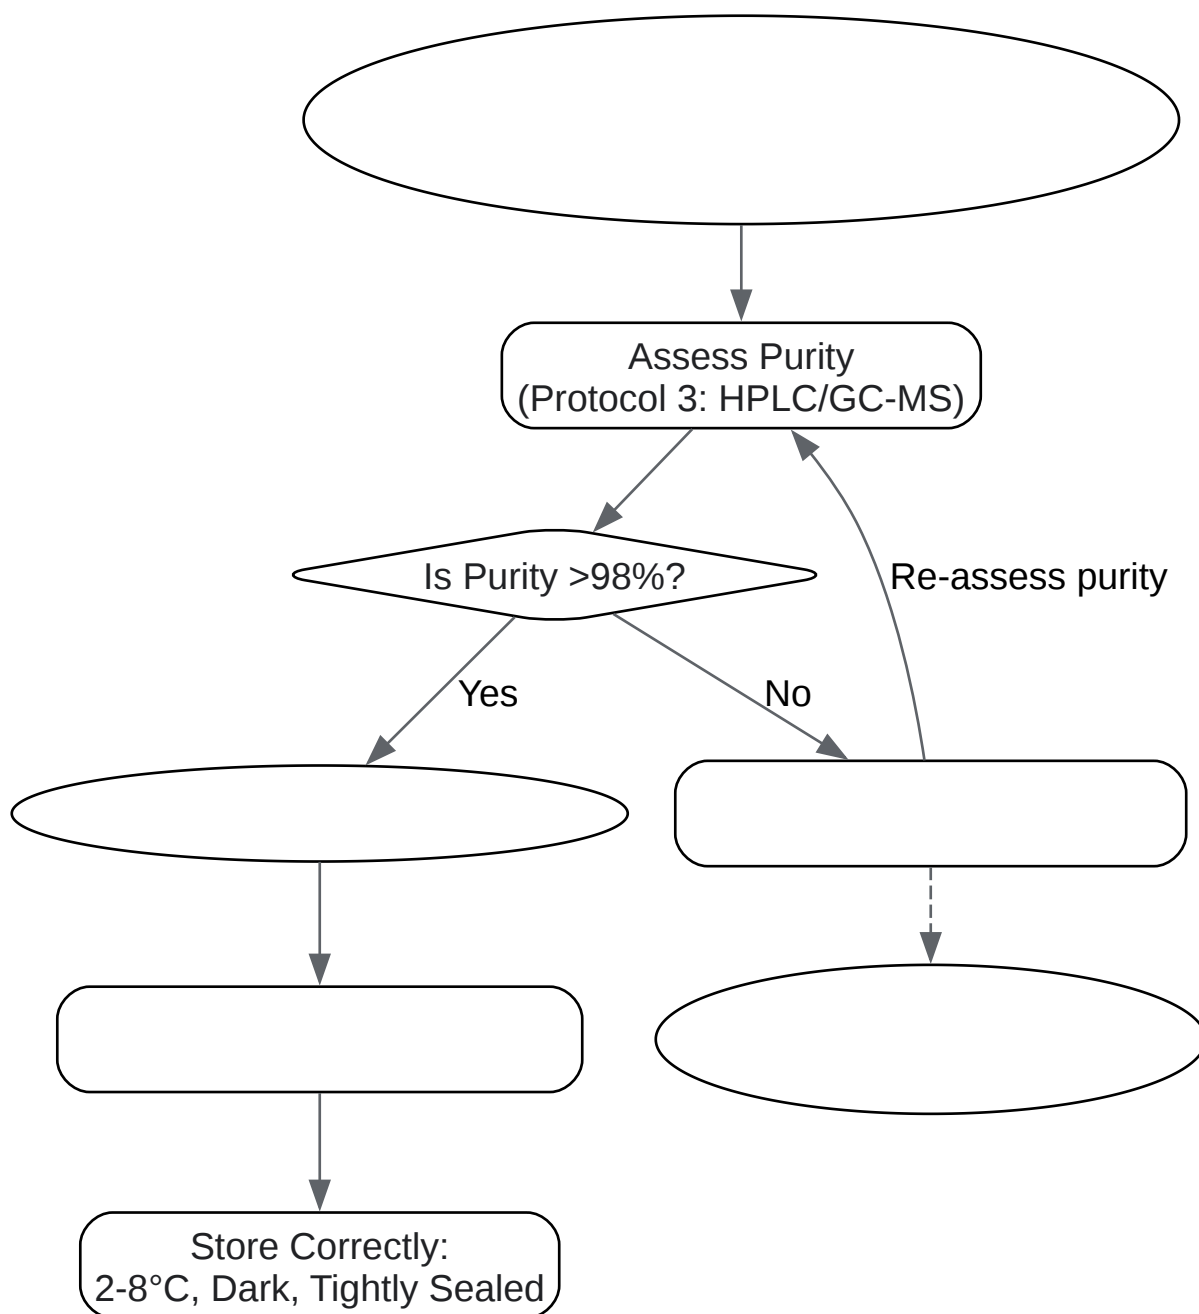 Assess Purity
(Protocol 3: HPLC/GC-MS)
Is Purity >98%?
Re-assess purity
Yes
No
Store Correctly:
2-8°C, Dark, Tightly Sealed